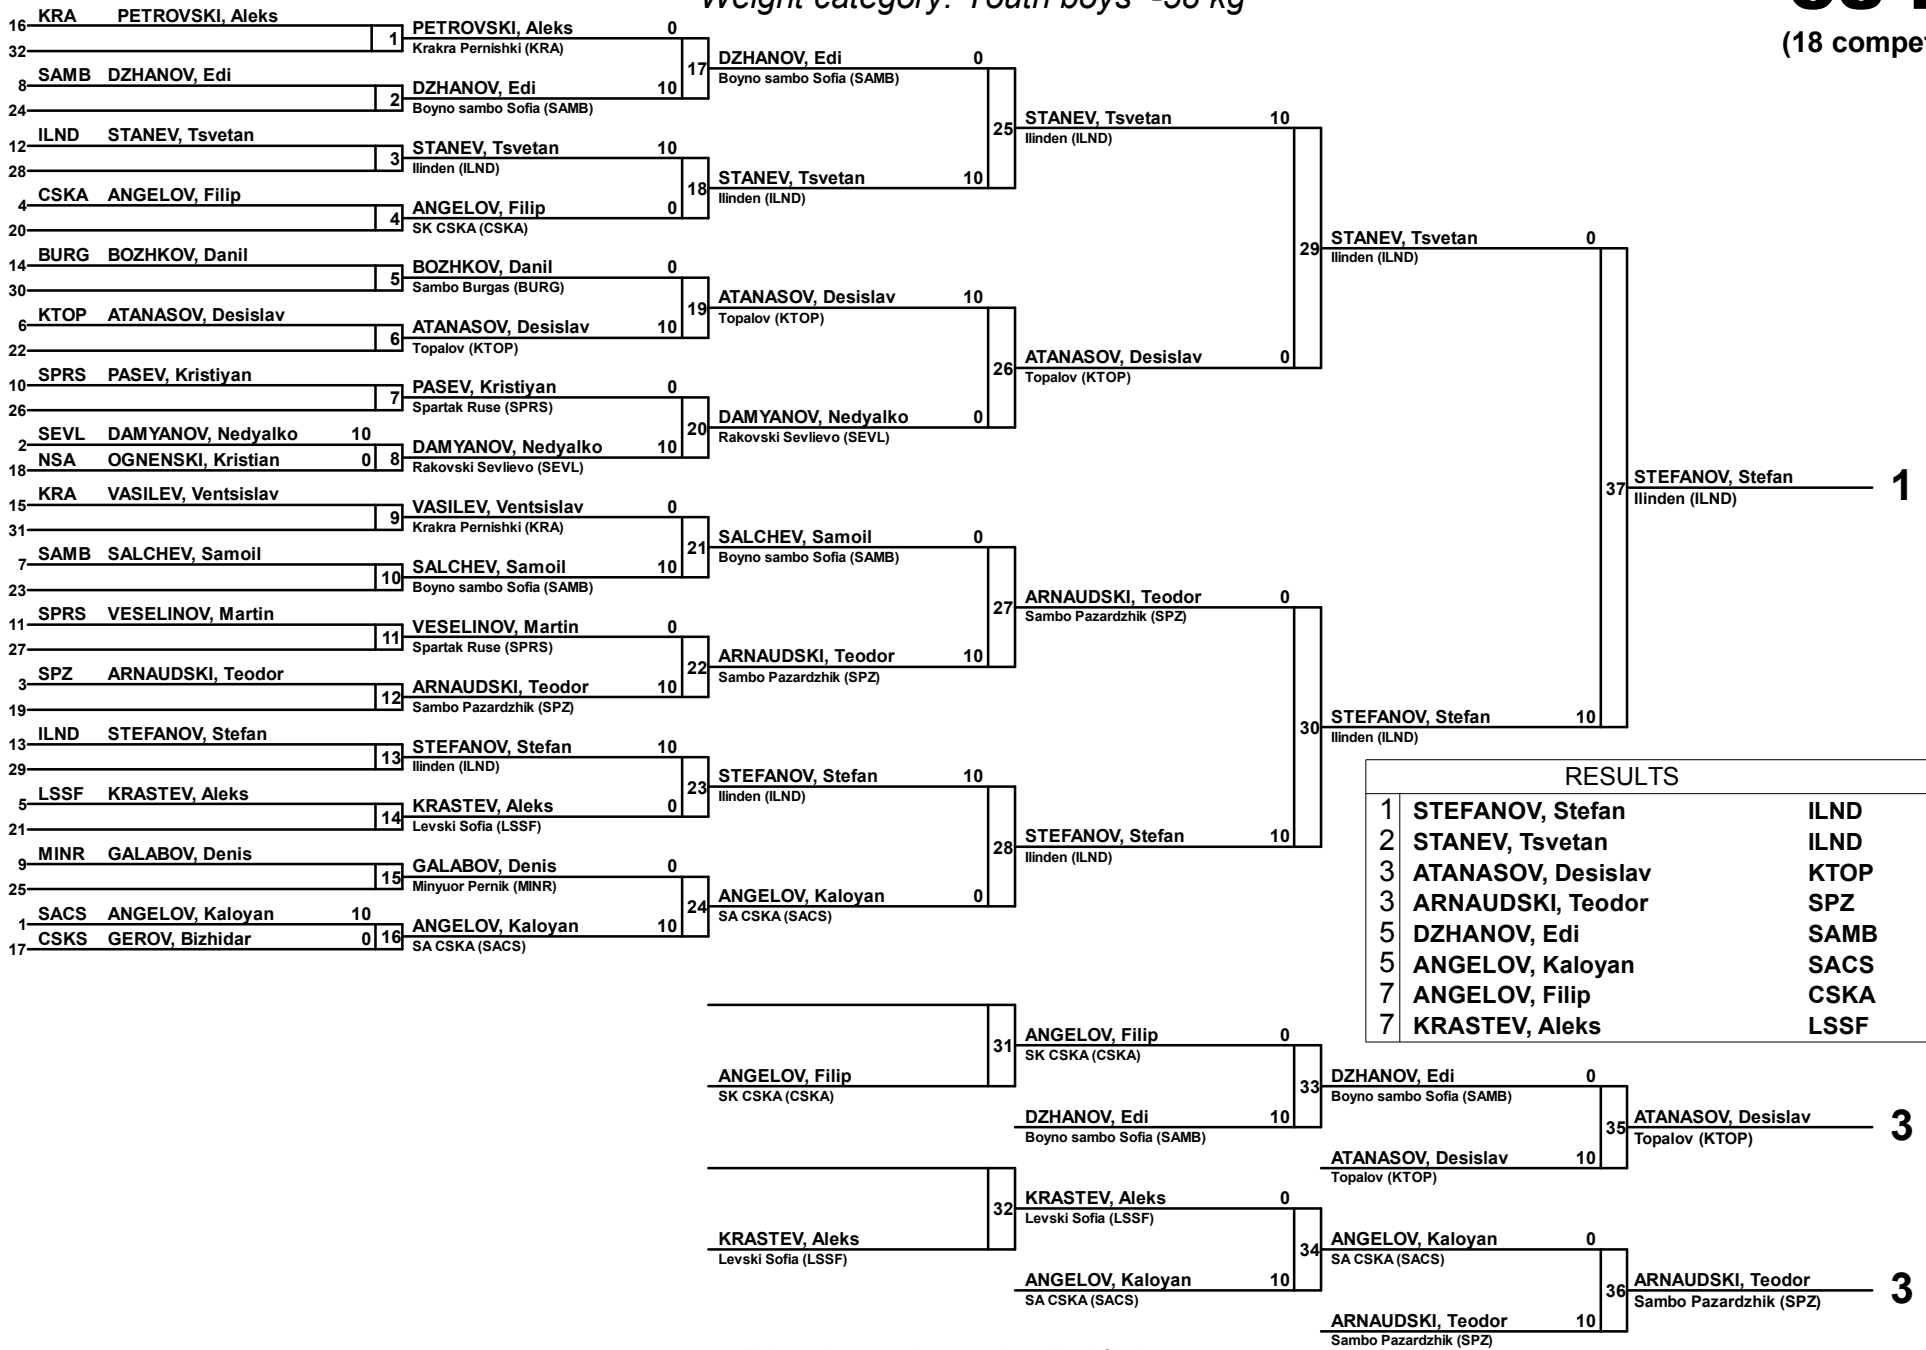 Weight category: Youth boys -58 kg
(18 compet
16 KRA PETROVSKI, Aleks
32
1
8 SAMB DZHANOV, Edi
24
2
12 ILND STANEV, Tsvetan
28
3
4 CSKA ANGELOV, Filip
20
4
14 BURG BOZHKOV, Danil
30
5
6 KTOP ATANASOV, Desislav
22
6
10 SPRS PASEV, Kristiyan
26
7
2 SEVL DAMYANOV, Nedyalko 10
18 NSA OGNENSKI, Kristian 0
8
15 KRA VASILEV, Ventsislav
31
9
7 SAMB SALCHEV, Samoil
23
10
11 SPRS VESELINOV, Martin
27
11
3 SPZ ARNAUDSKI, Teodor
19
12
13 ILND STEFANOV, Stefan
29
13
5 LSSF KRASTEV, Aleks
21
14
9 MINR GALABOV, Denis
25
15
1 SACS ANGELOV, Kaloyan 10
17 CSKS GEROV, Bizhidar 0
16
PETROVSKI, Aleks 0
Krakra Pernishki (KRA)
17
DZHANOV, Edi 10
Boyno sambo Sofia (SAMB)
STANEV, Tsvetan 10
Ilinden (ILND)
18
ANGELOV, Filip 0
SK CSKA (CSKA)
BOZHKOV, Danil 0
Sambo Burgas (BURG)
19
ATANASOV, Desislav 10
Topalov (KTOP)
PASEV, Kristiyan 0
Spartak Ruse (SPRS)
20
DAMYANOV, Nedyalko 10
Rakovski Sevlievo (SEVL)
VASILEV, Ventsislav 0
Krakra Pernishki (KRA)
21
SALCHEV, Samoil 10
Boyno sambo Sofia (SAMB)
VESELINOV, Martin 0
Spartak Ruse (SPRS)
22
ARNAUDSKI, Teodor 10
Sambo Pazardzhik (SPZ)
STEFANOV, Stefan 10
Ilinden (ILND)
23
KRASTEV, Aleks 0
Levski Sofia (LSSF)
GALABOV, Denis 0
Minyuor Pernik (MINR)
24
ANGELOV, Kaloyan 10
SA CSKA (SACS)
DZHANOV, Edi 0
Boyno sambo Sofia (SAMB)
25
STANEV, Tsvetan 10
Ilinden (ILND)
ATANASOV, Desislav 10
Topalov (KTOP)
26
DAMYANOV, Nedyalko 0
Rakovski Sevlievo (SEVL)
SALCHEV, Samoil 0
Boyno sambo Sofia (SAMB)
27
ARNAUDSKI, Teodor 10
Sambo Pazardzhik (SPZ)
STEFANOV, Stefan 10
Ilinden (ILND)
28
ANGELOV, Kaloyan 0
SA CSKA (SACS)
STANEV, Tsvetan 10
Ilinden (ILND)
29
ATANASOV, Desislav 0
Topalov (KTOP)
ARNAUDSKI, Teodor 0
Sambo Pazardzhik (SPZ)
30
STEFANOV, Stefan 10
Ilinden (ILND)
STANEV, Tsvetan 0
Ilinden (ILND)
37
STEFANOV, Stefan 10
Ilinden (ILND)
STEFANOV, Stefan 1
Ilinden (ILND)
RESULTS
1 STEFANOV, Stefan ILND
2 STANEV, Tsvetan ILND
3 ATANASOV, Desislav KTOP
3 ARNAUDSKI, Teodor SPZ
5 DZHANOV, Edi SAMB
5 ANGELOV, Kaloyan SACS
7 ANGELOV, Filip CSKA
7 KRASTEV, Aleks LSSF
31
ANGELOV, Filip
SK CSKA (CSKA)
32
KRASTEV, Aleks
Levski Sofia (LSSF)
ANGELOV, Filip 0
SK CSKA (CSKA)
33
DZHANOV, Edi 10
Boyno sambo Sofia (SAMB)
KRASTEV, Aleks 0
Levski Sofia (LSSF)
34
ANGELOV, Kaloyan 10
SA CSKA (SACS)
DZHANOV, Edi 0
Boyno sambo Sofia (SAMB)
35
ATANASOV, Desislav 10
Topalov (KTOP)
ANGELOV, Kaloyan 0
SA CSKA (SACS)
36
ARNAUDSKI, Teodor 10
Sambo Pazardzhik (SPZ)
ATANASOV, Desislav 3
Topalov (KTOP)
ARNAUDSKI, Teodor 3
Sambo Pazardzhik (SPZ)